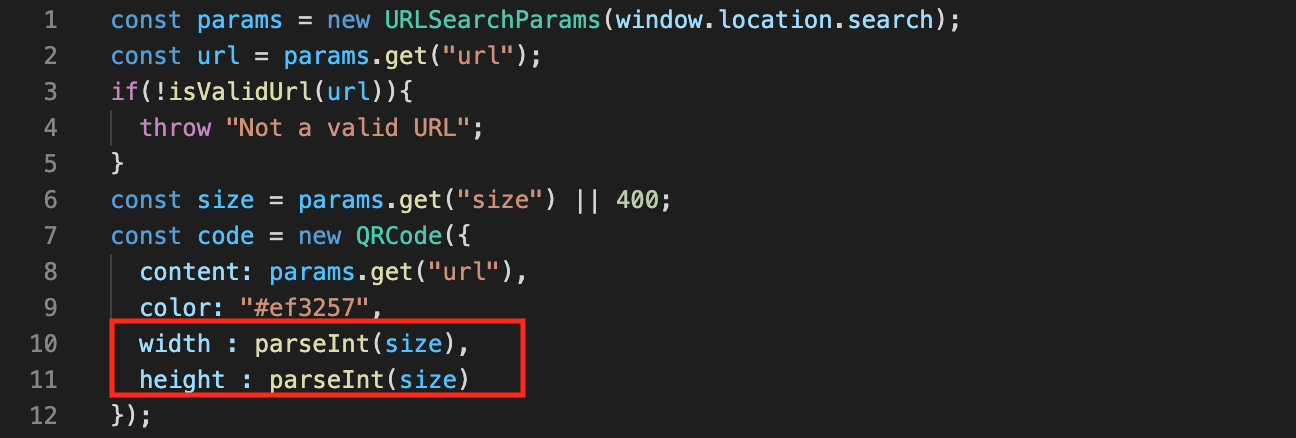 1 const params = new URLSearchParams(window.location.search);
2 const url = params.get("url");
3 if(!isValidUrl(url)){
4 throw "Not a valid URL";
5 }
6 const size = params.get("size") || 400;
7 const code = new QRCode({
8 content: params.get("url"),
9 color: "#ef3257",
10 width : parseInt(size),
11 height : parseInt(size)
12 });